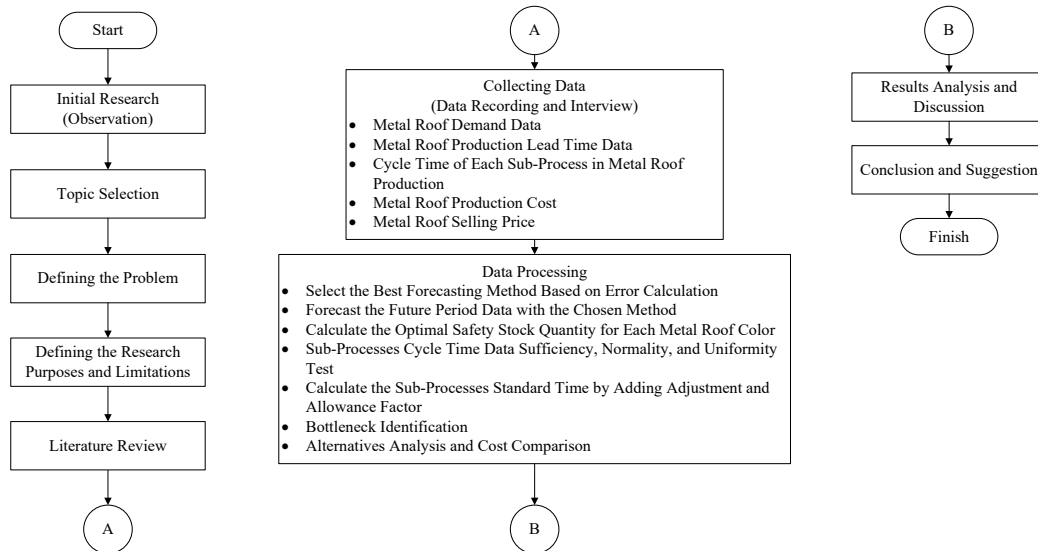 Start
Initial Research
(Observation)
Topic Selection
Defining the Problem
Defining the Research
Purposes and Limitations
Literature Review
A
A
Collecting Data
(Data Recording and Interview)
• Metal Roof Demand Data
• Metal Roof Production Lead Time Data
• Cycle Time of Each Sub-Process in Metal Roof
Production
• Metal Roof Production Cost
• Metal Roof Selling Price
Data Processing
• Select the Best Forecasting Method Based on Error Calculation
• Forecast the Future Period Data with the Chosen Method
• Calculate the Optimal Safety Stock Quantity for Each Metal Roof Color
• Sub-Processes Cycle Time Data Sufficiency, Normality, and Uniformity
Test
• Calculate the Sub-Processes Standard Time by Adding Adjustment and
Allowance Factor
• Bottleneck Identification
• Alternatives Analysis and Cost Comparison
B
B
Results Analysis and
Discussion
Conclusion and Suggestion
Finish